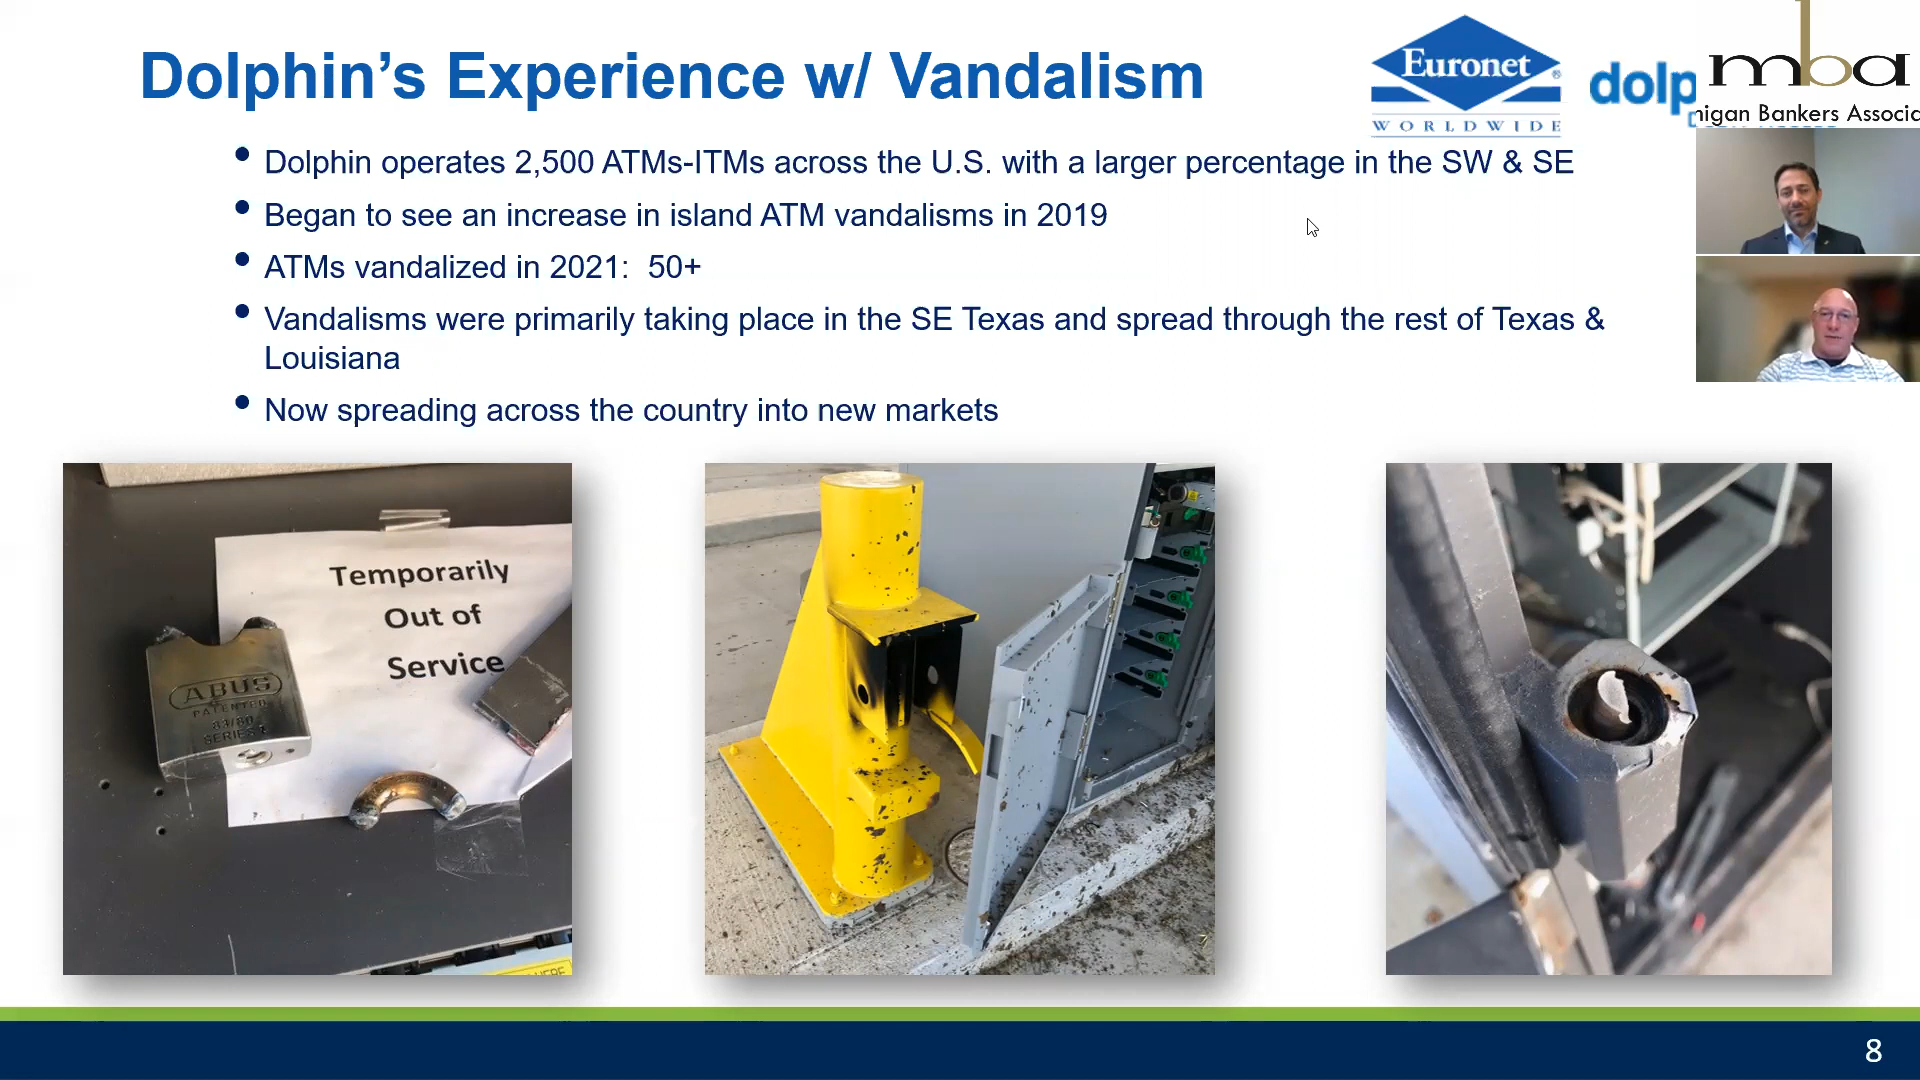 Dolphin’s Experience w/ Vandalism
Euronet
®
WORLDWIDE
dolp
mba
higan Bankers Associa
• Dolphin operates 2,500 ATMs-ITMs across the U.S. with a larger percentage in the SW & SE
• Began to see an increase in island ATM vandalisms in 2019
• ATMs vandalized in 2021:  50+
• Vandalisms were primarily taking place in the SE Texas and spread through the rest of Texas &
Louisiana
• Now spreading across the country into new markets
Temporarily
Out of
Service
ABUS
PATENTED
83/80
SERIES
8